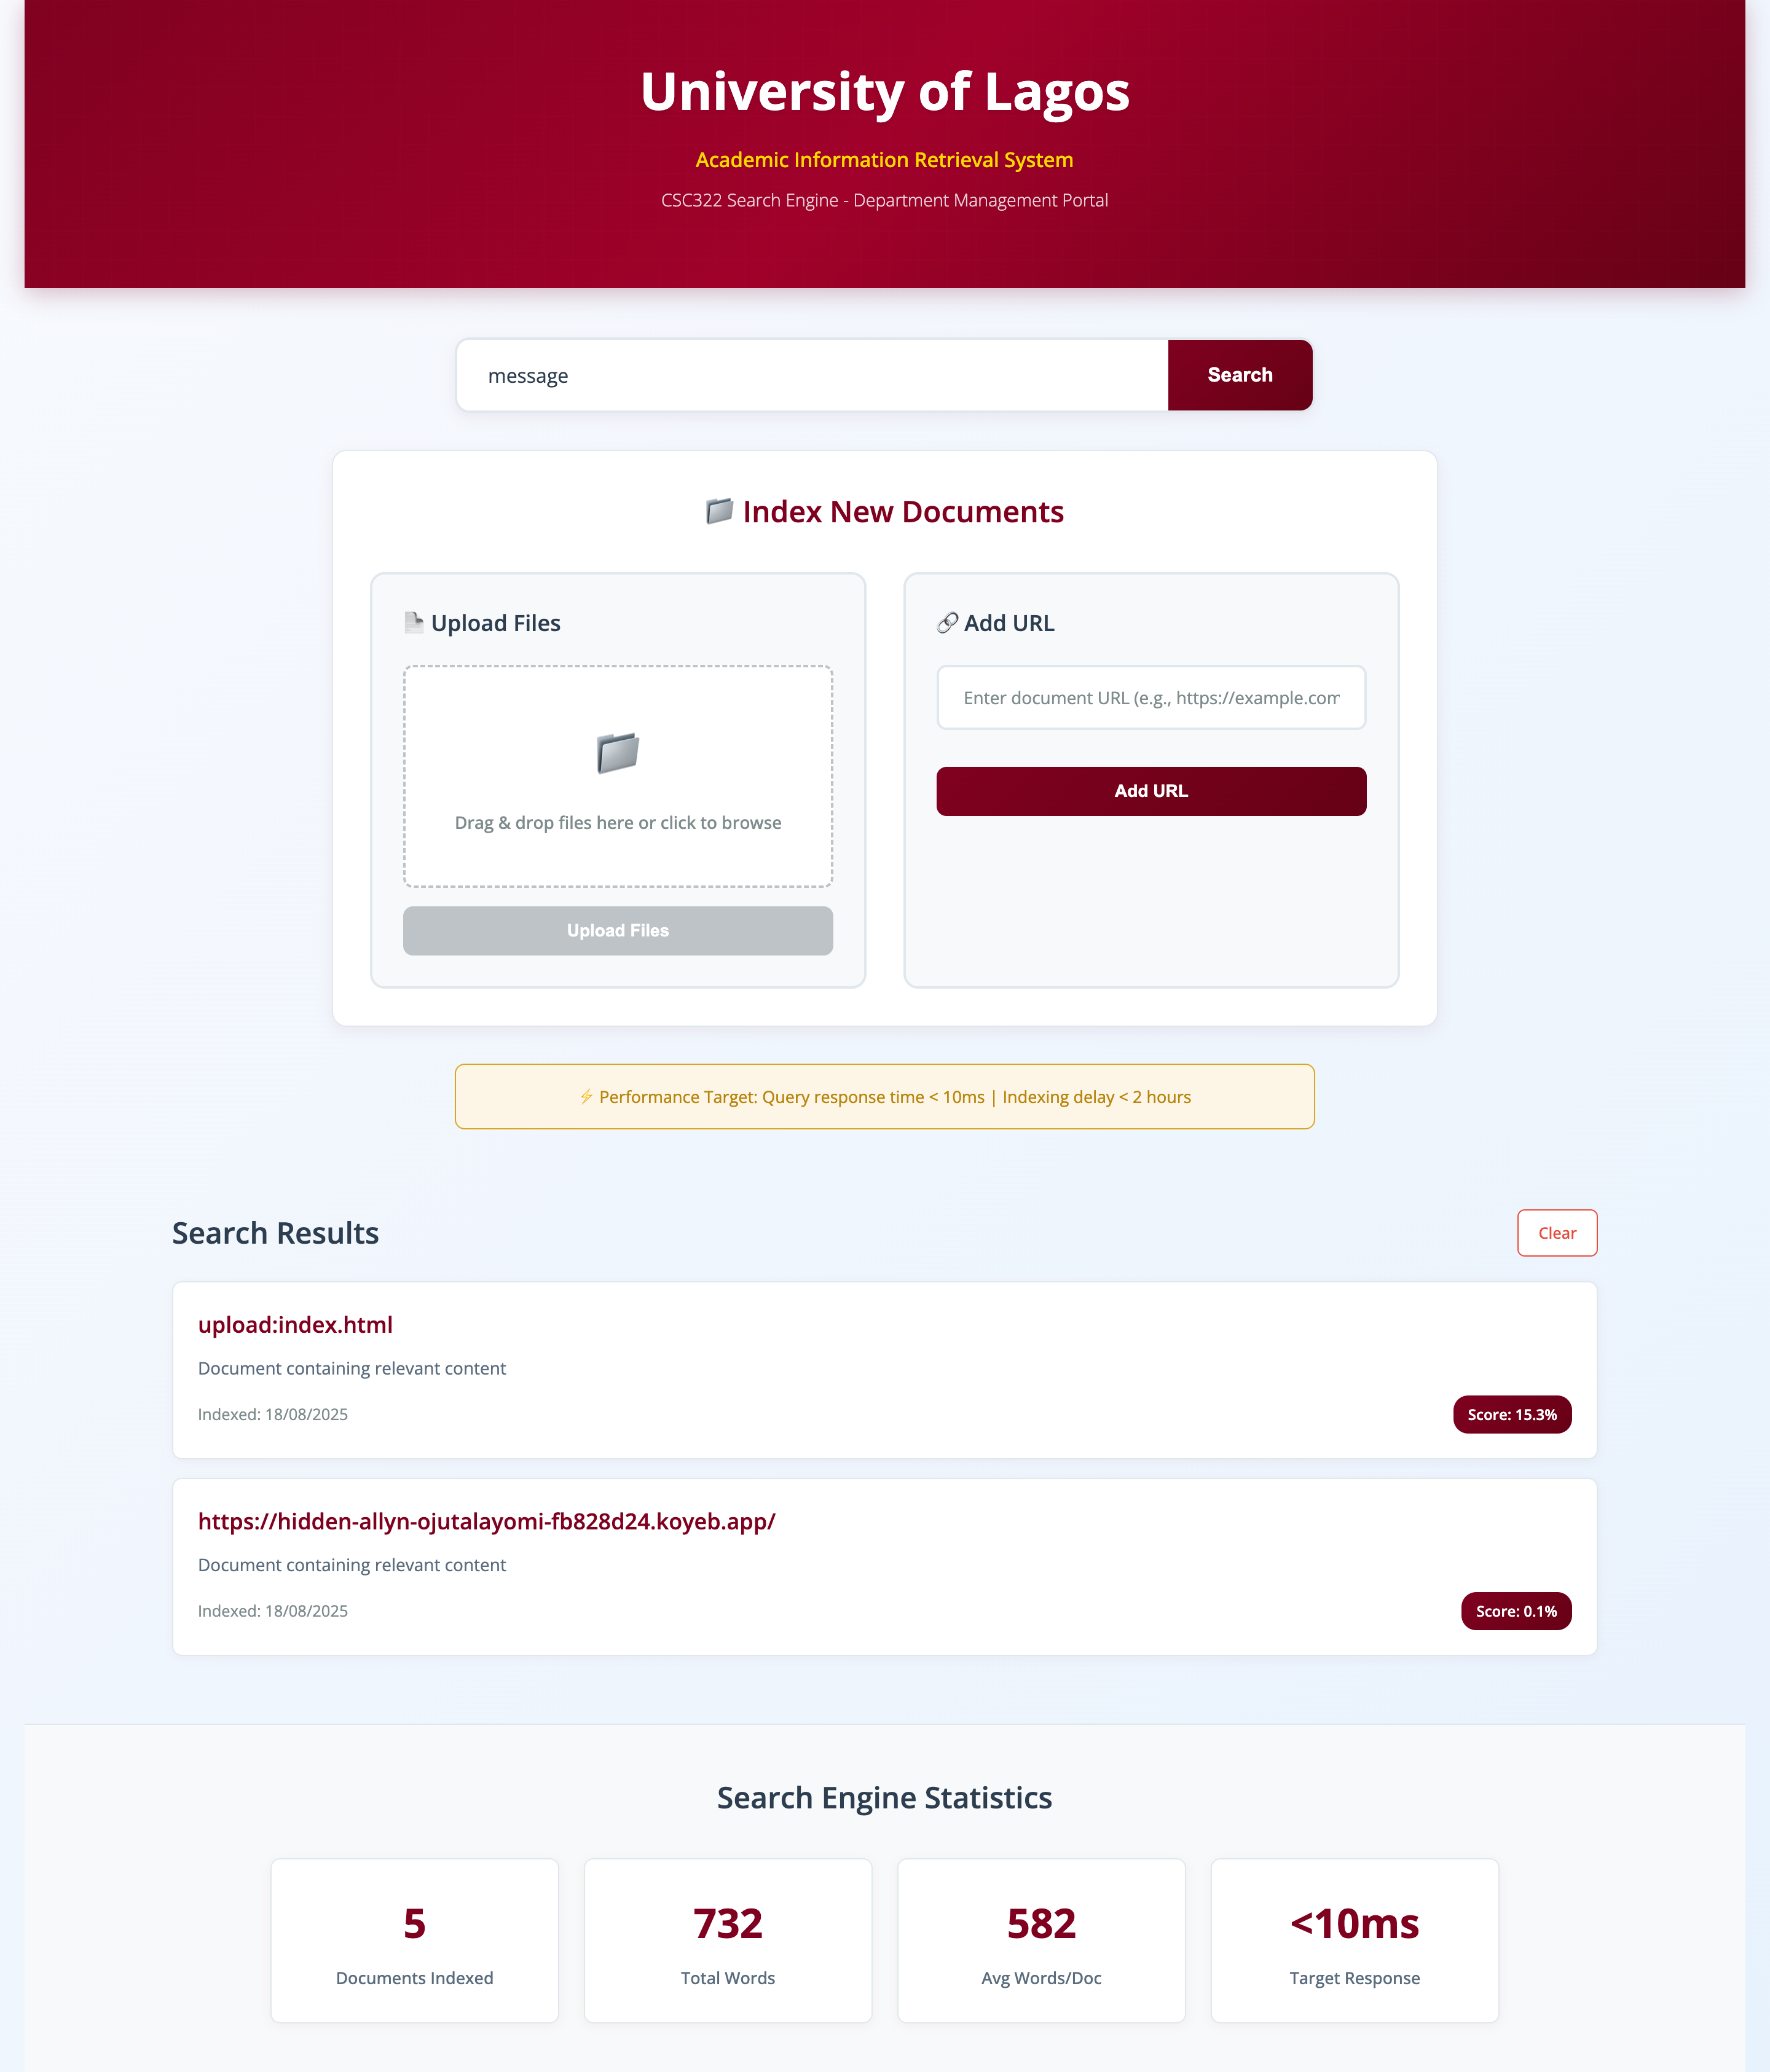 University of Lagos
Academic Information Retrieval System
CSC322 Search Engine - Department Management Portal
message
Search
Index New Documents
Upload Files
Drag & drop files here or click to browse
Upload Files
Add URL
Enter document URL (e.g., https://example.com
Add URL
Performance Target: Query response time < 10ms | Indexing delay < 2 hours
Search Results
Clear
upload:index.html
Document containing relevant content
Indexed: 18/08/2025
Score: 15.3%
https://hidden-allyn-ojutalayomi-fb828d24.koyeb.app/
Document containing relevant content
Indexed: 18/08/2025
Score: 0.1%
Search Engine Statistics
5
Documents Indexed
732
Total Words
582
Avg Words/Doc
<10ms
Target Response